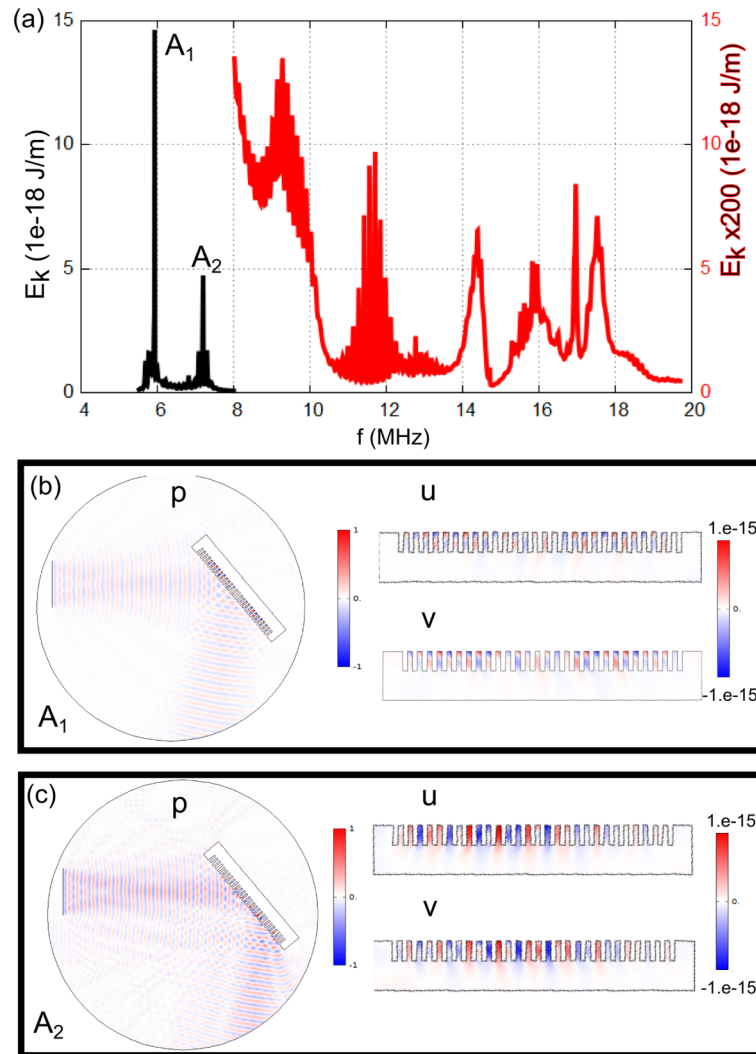 (a)
15
10
5
0
Ek (1e-18 J/m)
A1
A2
15
10
5
0
Ek x200 (1e-18 J/m)
4 6 8 10 12 14 16 18 20
f (MHz)
(b)
p
u
1
0.
-1
1.e-15
0.
-1.e-15
v
A1
(c)
p
u
1
0.
-1
1.e-15
0.
-1.e-15
v
A2